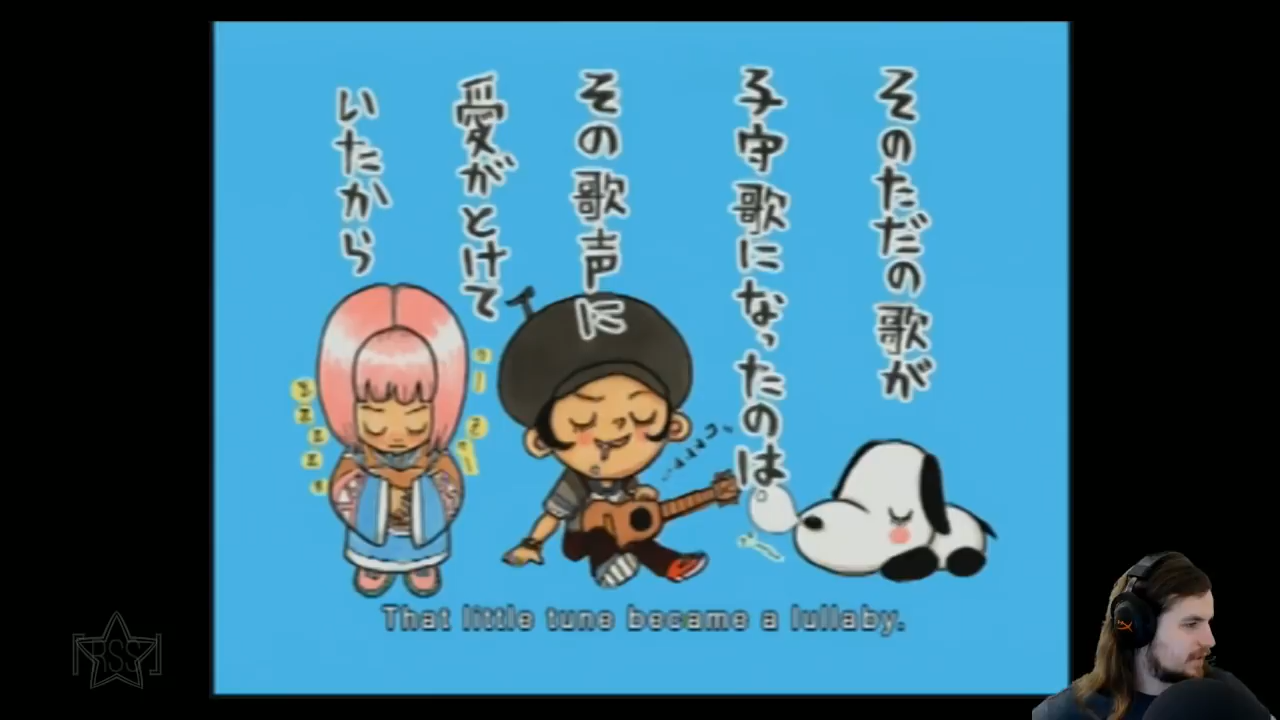 そのただの歌が
子守歌になったのは。
その歌声に
愛がとけて
いたから
That little tune became a lullaby.
RSS